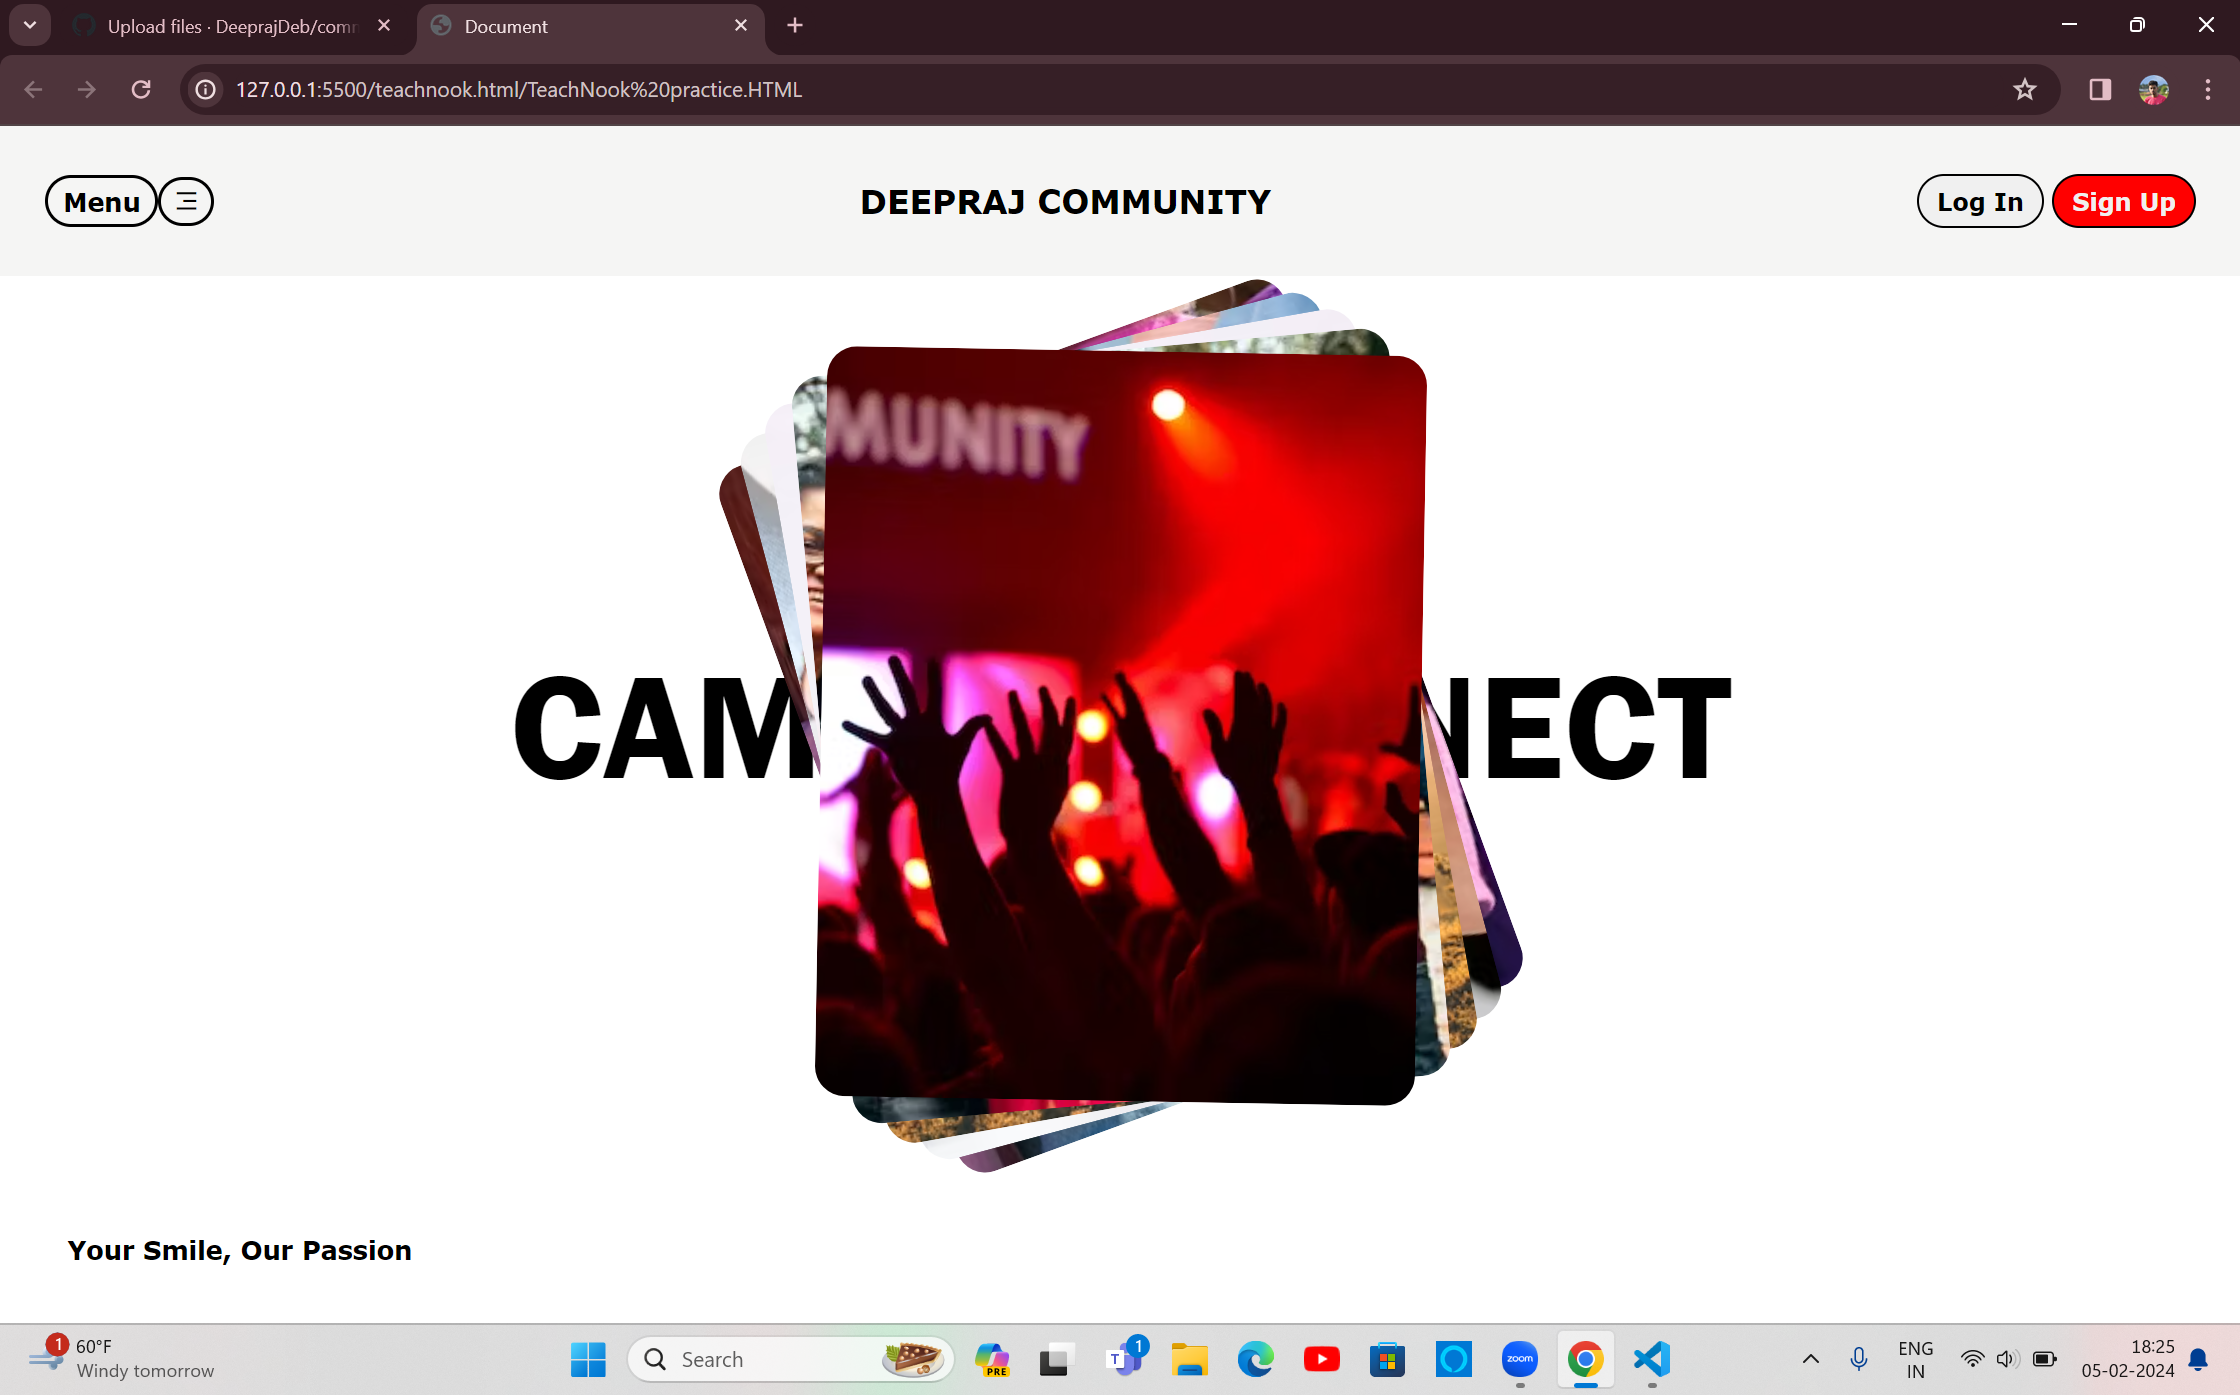 Upload files · DeeprajDeb/comm
Document
127.0.0.1:5500/teachnook.html/TeachNook%20practice.HTML
Menu
DEEPRAJ COMMUNITY
Log In
Sign Up
MUNITY
CAM
NECT
Your Smile, Our Passion
1
60°F
Windy tomorrow
Search
PRE
T
1
zoom
ENG
IN
18:25
05-02-2024